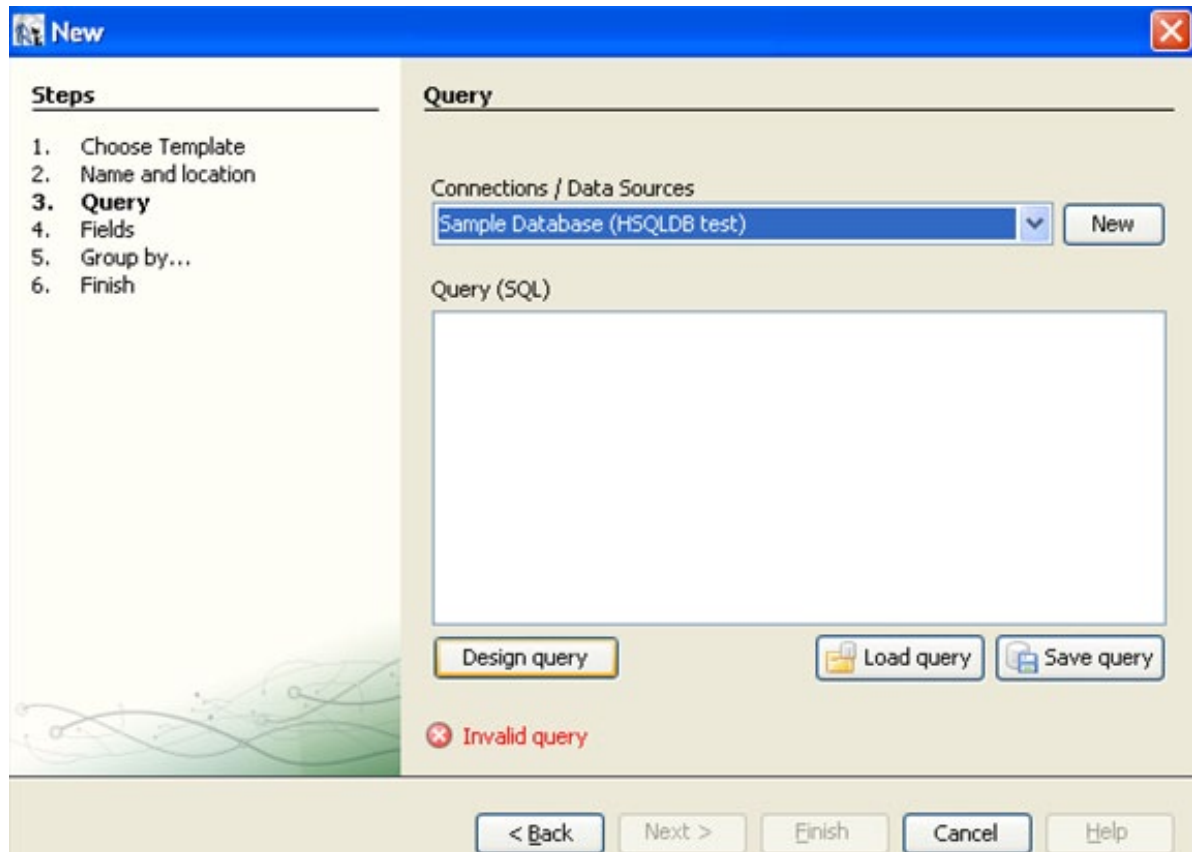 New
Steps
1. Choose Template
2. Name and location
3. Query
4. Fields
5. Group by...
6. Finish
Query
Connections / Data Sources
Sample Database (HSQLDB test)
New
Query (SQL)
Design query
Load query
Save query
Invalid query
< Back
Next >
Finish
Cancel
Help